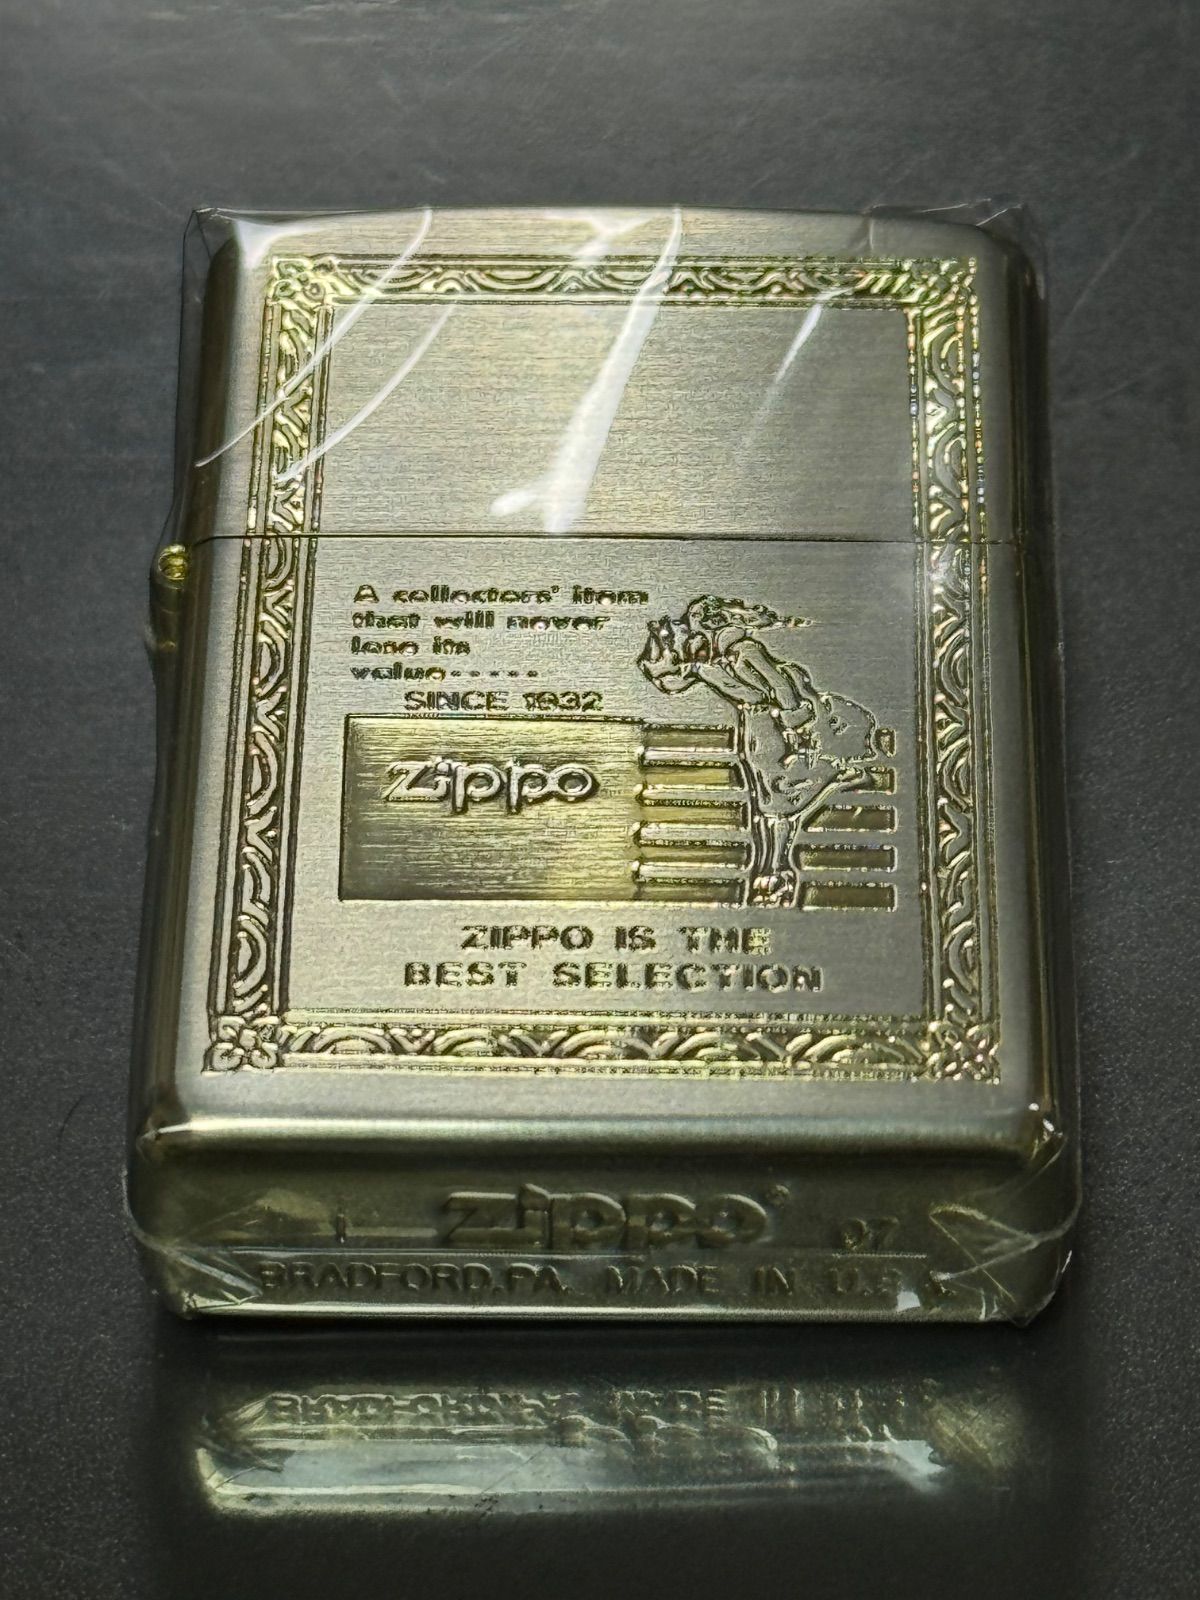 A collectors' item
that will never
lose its
value-----
SINCE 1932
Zippo
ZIPPO IS THE
BEST SELECTION
I Zippo® 07
BRADFORD, PA. MADE IN U.S.A.